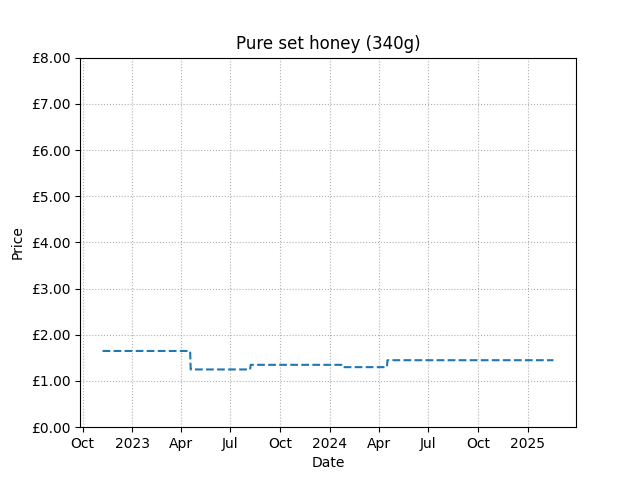 Pure set honey (340g)
£8.00
£7.00
£6.00
£5.00
£4.00
£3.00
£2.00
£1.00
£0.00
Price
Oct 2023 Apr Jul Oct 2024 Apr Jul Oct 2025
Date